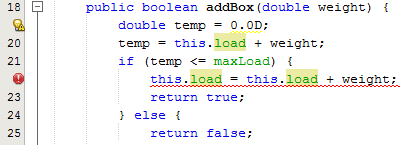 18 public boolean addBox(double weight) {
double temp = 0.0D;
20 temp = this.load + weight;
21 if (temp <= maxLoad) {
this.load = this.load + weight;
23 return true;
24 } else {
25 return false;